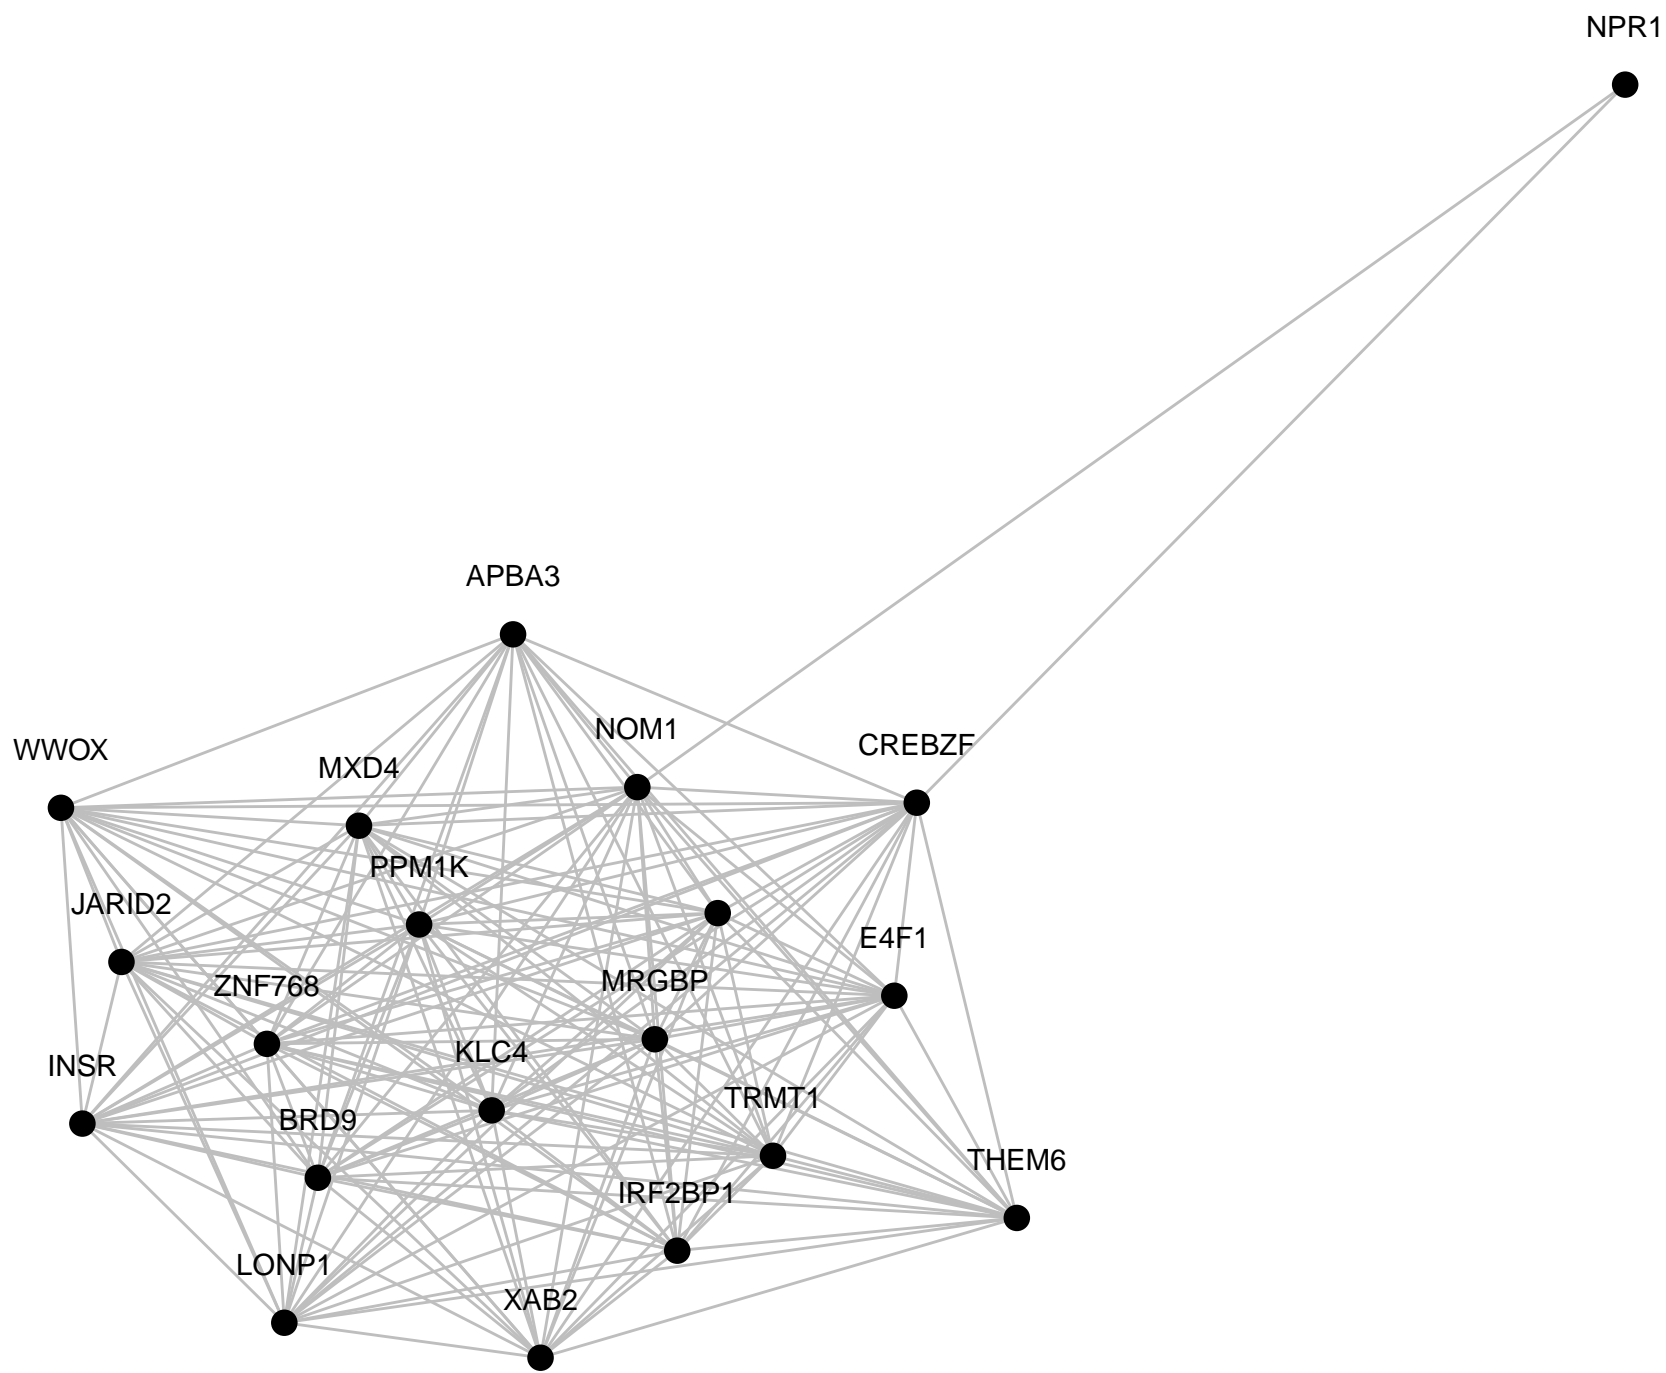 NPR1
APBA3
NOM1
CREBZF
WWOX
MXD4
PPM1K
JARID2
E4F1
MRGBP
ZNF768
KLC4
INSR
TRMT1
BRD9
THEM6
IRF2BP1
LONP1
XAB2